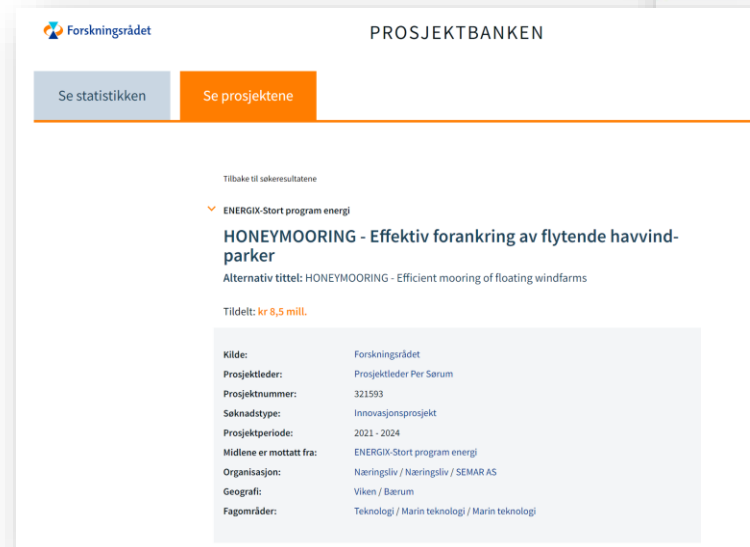 Forskningsrådet
PROSJEKTBANKEN
Se statistikken
Se prosjektene
Tilbake til søkeresultatene
ENERGIX-Stort program energi
HONEYMOORING - Effektiv forankring av flytende havvind-
parker
Alternativ tittel: HONEYMOORING - Efficient mooring of floating windfarms
Tildelt: kr 8,5 mill.
Kilde: Forskningsrådet
Prosjektleder: Prosjektleder Per Sørum
Prosjektnummer: 321593
Søknadstype: Innovasjonsprosjekt
Prosjektperiode: 2021 - 2024
Midlene er mottatt fra: ENERGIX-Stort program energi
Organisasjon: Næringsliv / Næringsliv / SEMAR AS
Geografi: Viken / Bærum
Fagområder: Teknologi / Marin teknologi / Marin teknologi